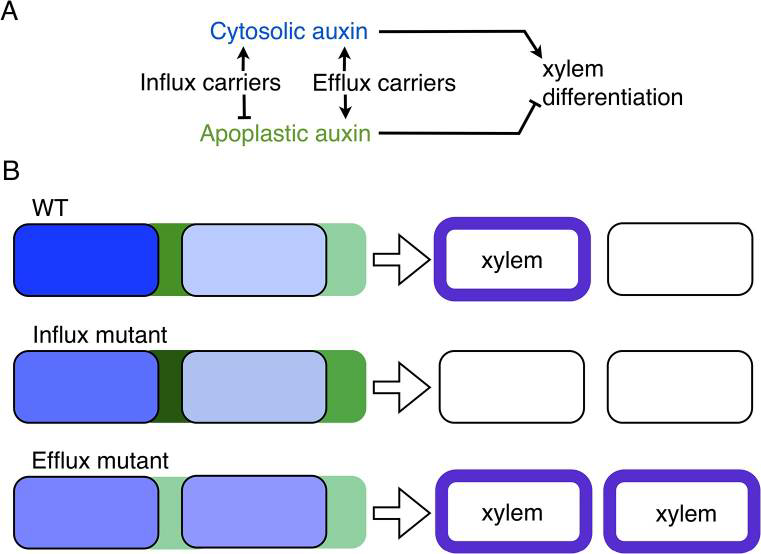 A
Cytosolic auxin
Influx carriers Efflux carriers
xylem
differentiation
Apoplastic auxin
B
WT
xylem
Influx mutant
Efflux mutant
xylem xylem